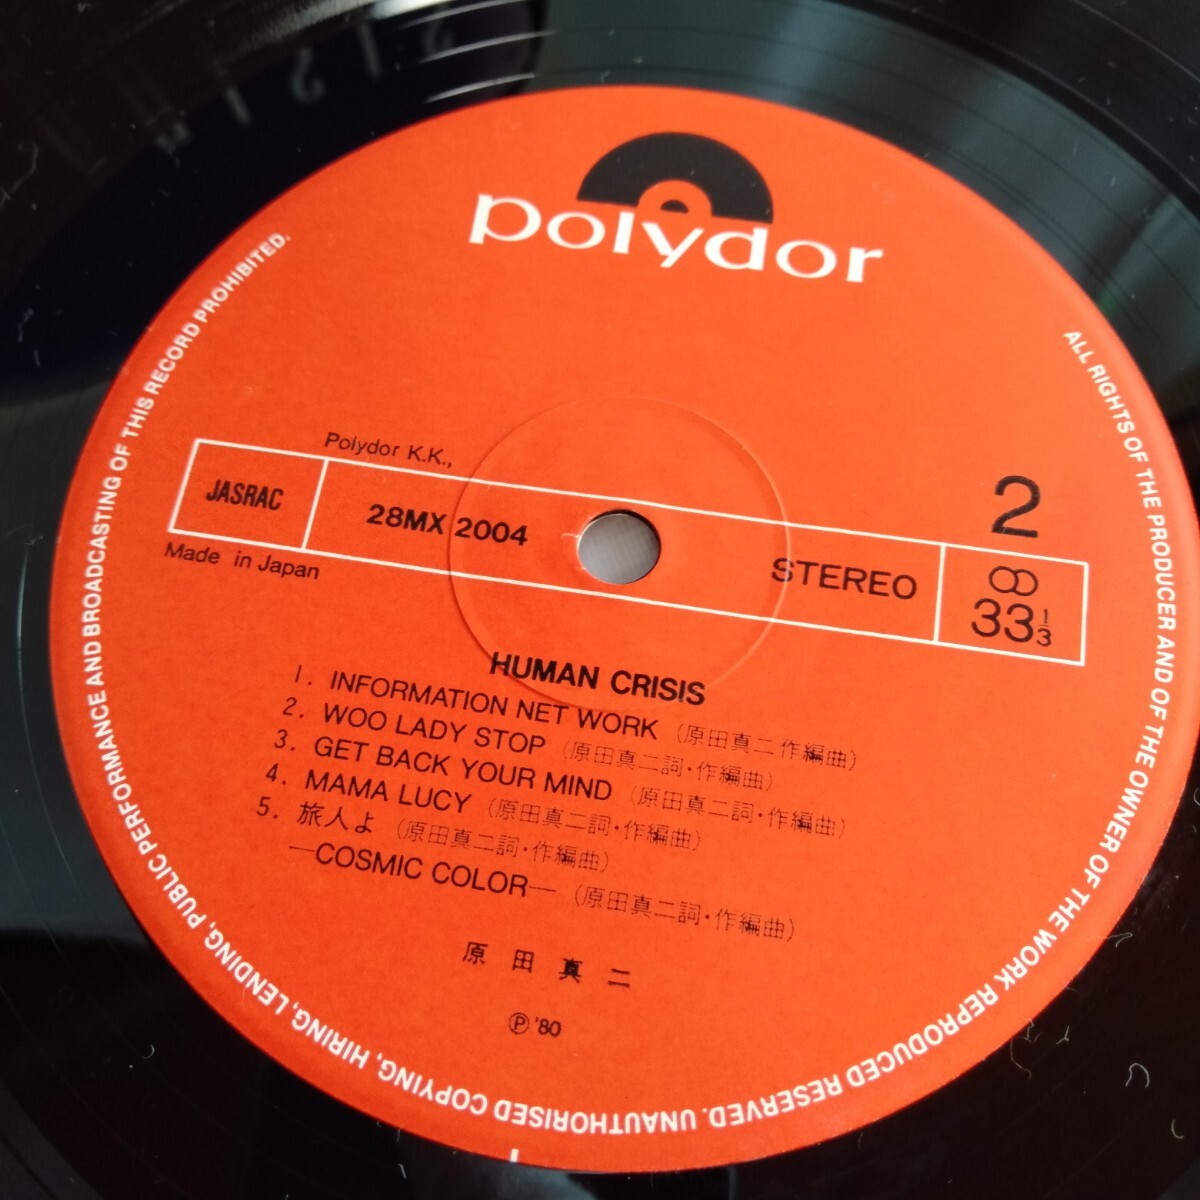 polydor
Polydor K.K.,
JASRAC
28MX 2004
STEREO
2
33 1/3
Made in Japan
HUMAN CRISIS
1. INFORMATION NET WORK (原田真二作編曲)
2. WOO LADY STOP (原田真二詞・作編曲)
3. GET BACK YOUR MIND (原田真二詞・作編曲)
4. MAMA LUCY (原田真二詞・作編曲)
5. 旅人よ (原田真二詞・作編曲)
—COSMIC COLOR— (原田真二詞・作編曲)
原田真二
Ⓟ '80
ALL RIGHTS OF THE PRODUCER AND OF THE OWNER OF THE WORK REPRODUCED RESERVED. UNAUTHORISED COPYING, HIRING, LENDING, PUBLIC PERFORMANCE AND BROADCASTING OF THIS RECORD PROHIBITED.